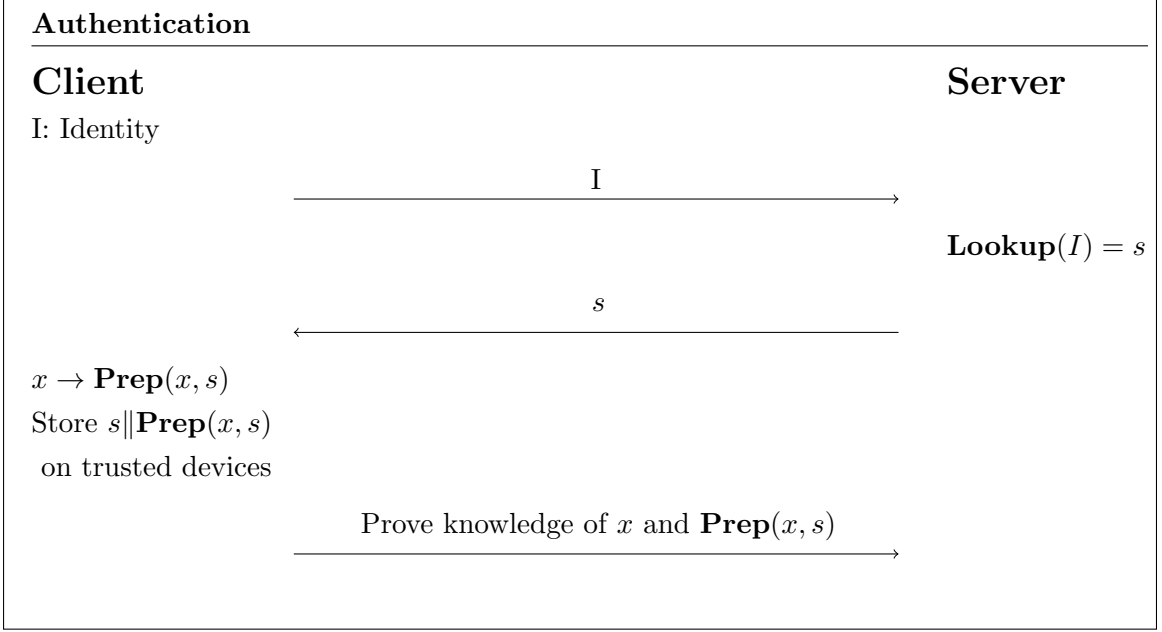 Authentication
Client Server
I: Identity
I
Lookup(I) = s
s
x → Prep(x, s)
Store s∥Prep(x, s)
on trusted devices
Prove knowledge of x and Prep(x, s)